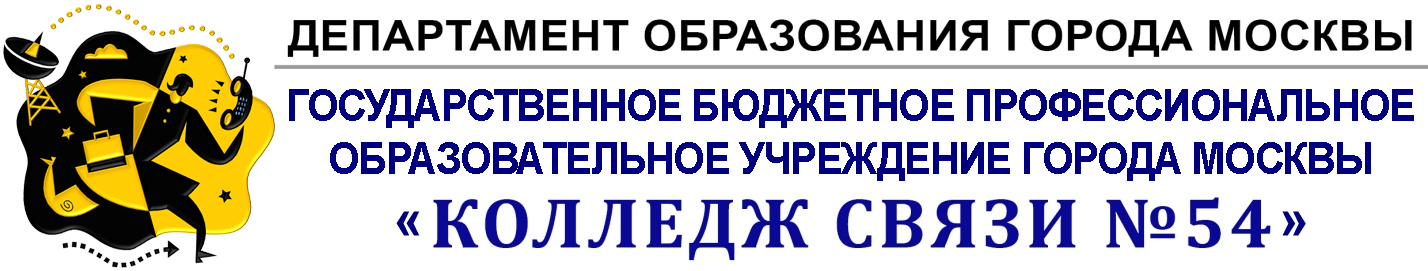 ДЕПАРТАМЕНТ ОБРАЗОВАНИЯ ГОРОДА МОСКВЫ
ГОСУДАРСТВЕННОЕ БЮДЖЕТНОЕ ПРОФЕССИОНАЛЬНОЕ
ОБРАЗОВАТЕЛЬНОЕ УЧРЕЖДЕНИЕ ГОРОДА МОСКВЫ
«КОЛЛЕДЖ СВЯЗИ №54»